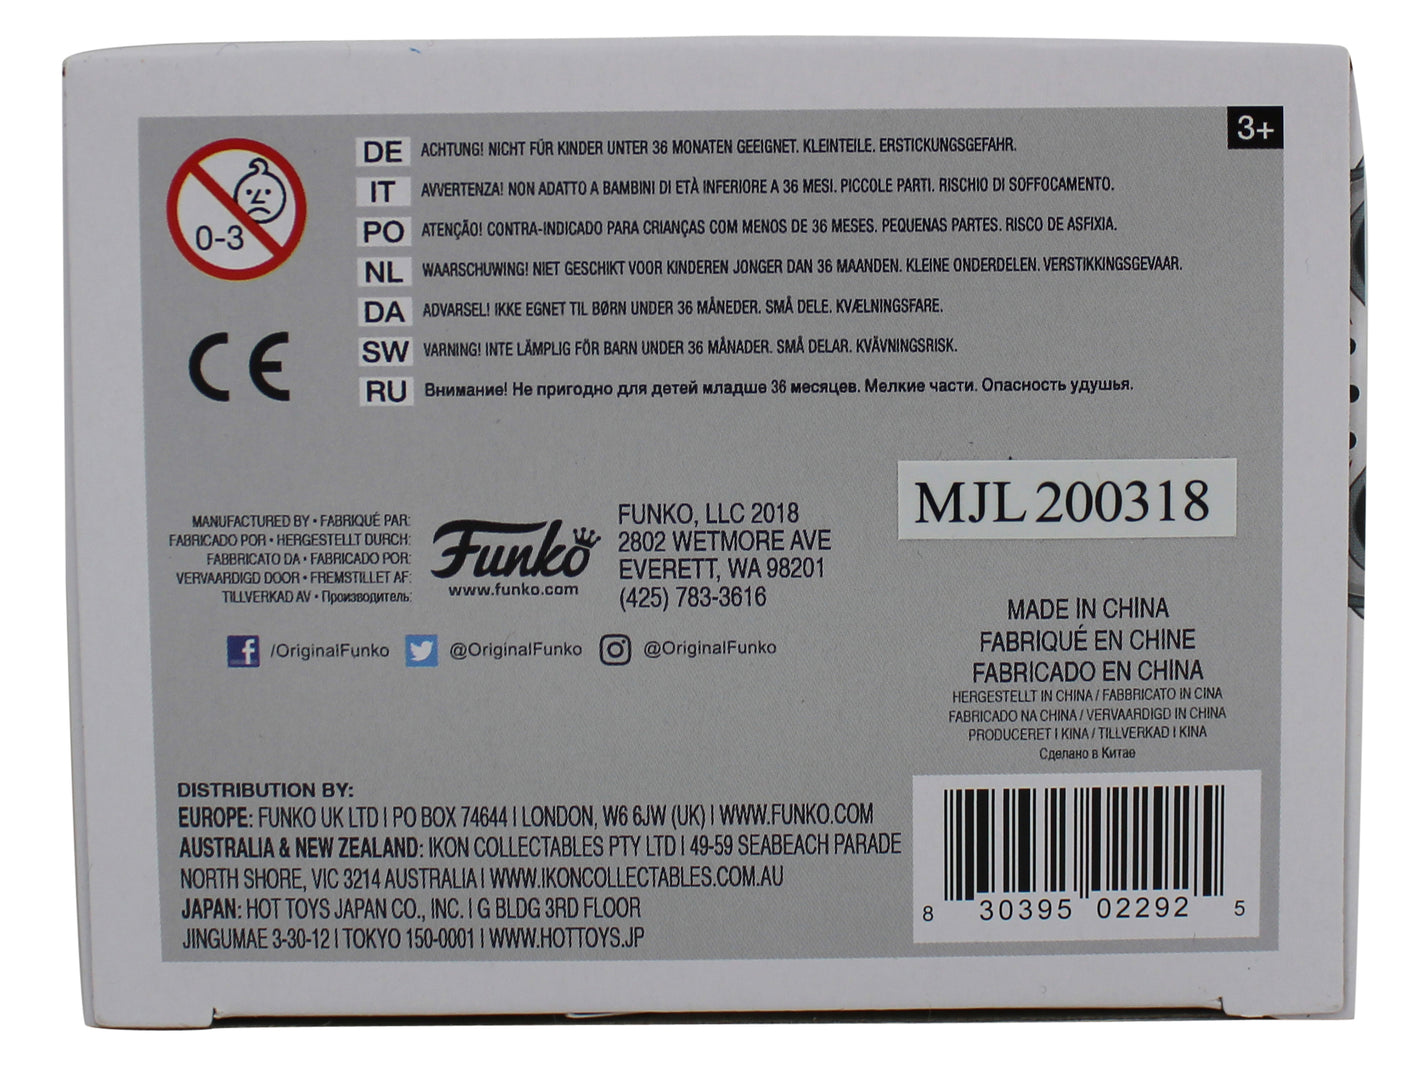 3+
0-3
DE ACHTUNG! NICHT FÜR KINDER UNTER 36 MONATEN GEEIGNET. KLEINTEILE. ERSTICKUNGSGEFAHR.
IT AVVERTENZA! NON ADATTO A BAMBINI DI ETÀ INFERIORE A 36 MESI. PICCOLE PARTI. RISCHIO DI SOFFOCAMENTO.
PO ATENÇÃO! CONTRA-INDICADO PARA CRIANÇAS COM MENOS DE 36 MESES. PEQUENAS PARTES. RISCO DE ASFIXIA.
NL WAARSCHUWING! NIET GESCHIKT VOOR KINDEREN JONGER DAN 36 MAANDEN. KLEINE ONDERDELEN. VERSTIKKINGSGEVAAR.
DA ADVARSEL! IKKE EGNET TIL BØRN UNDER 36 MÅNEDER. SMÅ DELE. KVÆLNINGSFARE.
SW VARNING! INTE LÄMPLIG FÖR BARN UNDER 36 MÅNADER. SMÅ DELAR. KVÄVNINGSRISK.
RU Внимание! Не пригодно для детей младше 36 месяцев. Мелкие части. Опасность удушья.
CE
MJL 200318
MANUFACTURED BY • FABRIQUÉ PAR:
FABRICADO POR • HERGESTELLT DURCH:
FABBRICATO DA • FABRICADO POR:
VERVAARDIGD DOOR • FREMSTILLET AF:
TILLVERKAD AV • Производитель:
Funko
www.funko.com
FUNKO, LLC 2018
2802 WETMORE AVE
EVERETT, WA 98201
(425) 783-3616
/OriginalFunko @OriginalFunko @OriginalFunko
MADE IN CHINA
FABRIQUÉ EN CHINE
FABRICADO EN CHINA
HERGESTELLT IN CHINA / FABBRICATO IN CINA
FABRICADO NA CHINA / VERVAARDIGD IN CHINA
PRODUCERET I KINA / TILLVERKAD I KINA
Сделано в Китае
DISTRIBUTION BY:
EUROPE: FUNKO UK LTD | PO BOX 74644 | LONDON, W6 6JW (UK) | WWW.FUNKO.COM
AUSTRALIA & NEW ZEALAND: IKON COLLECTABLES PTY LTD | 49-59 SEABEACH PARADE
NORTH SHORE, VIC 3214 AUSTRALIA | WWW.IKONCOLLECTABLES.COM.AU
JAPAN: HOT TOYS JAPAN CO., INC. | G BLDG 3RD FLOOR
JINGUMAE 3-30-12 | TOKYO 150-0001 | WWW.HOTTOYS.JP
8 30395 02292 5